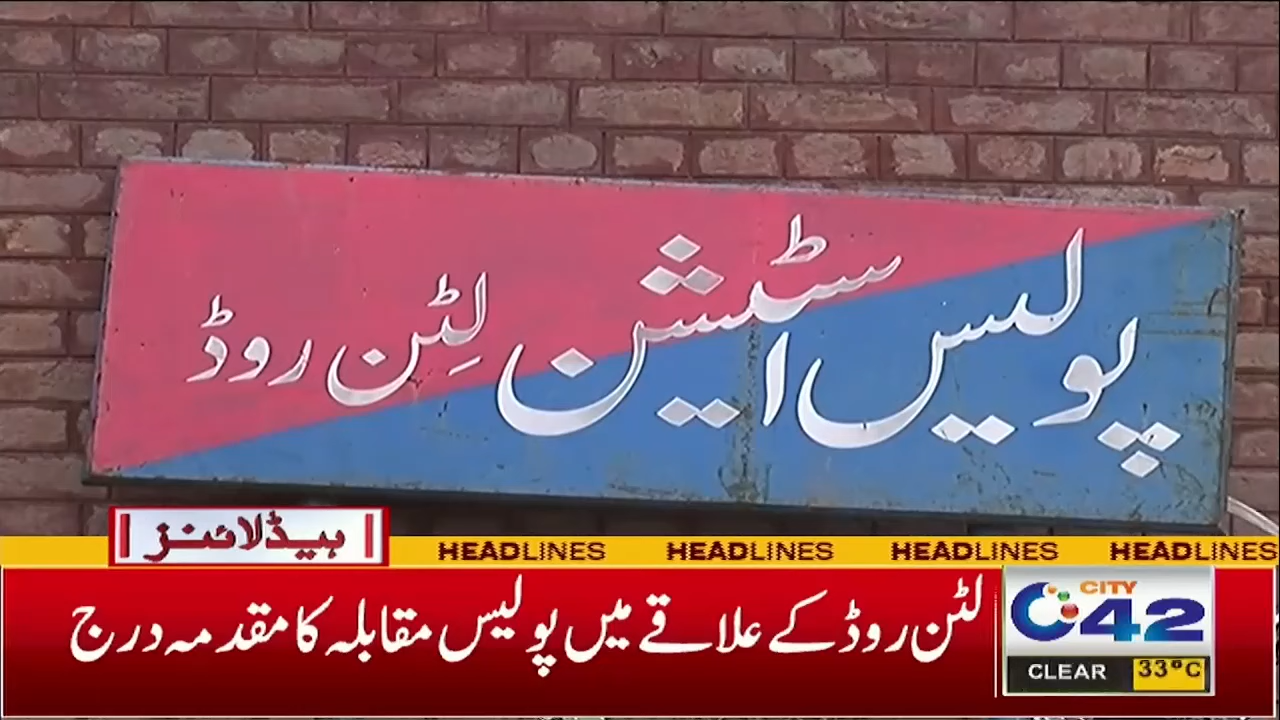 پولیس اسٹیشن لٹِن روڈ
ہیڈلائنز
HEADLINES HEADLINES HEADLINES HEADLINES
لٹن روڈ کے علاقے میں پولیس مقابلہ کا مقدمہ درج
CITY
42
CLEAR 33°C